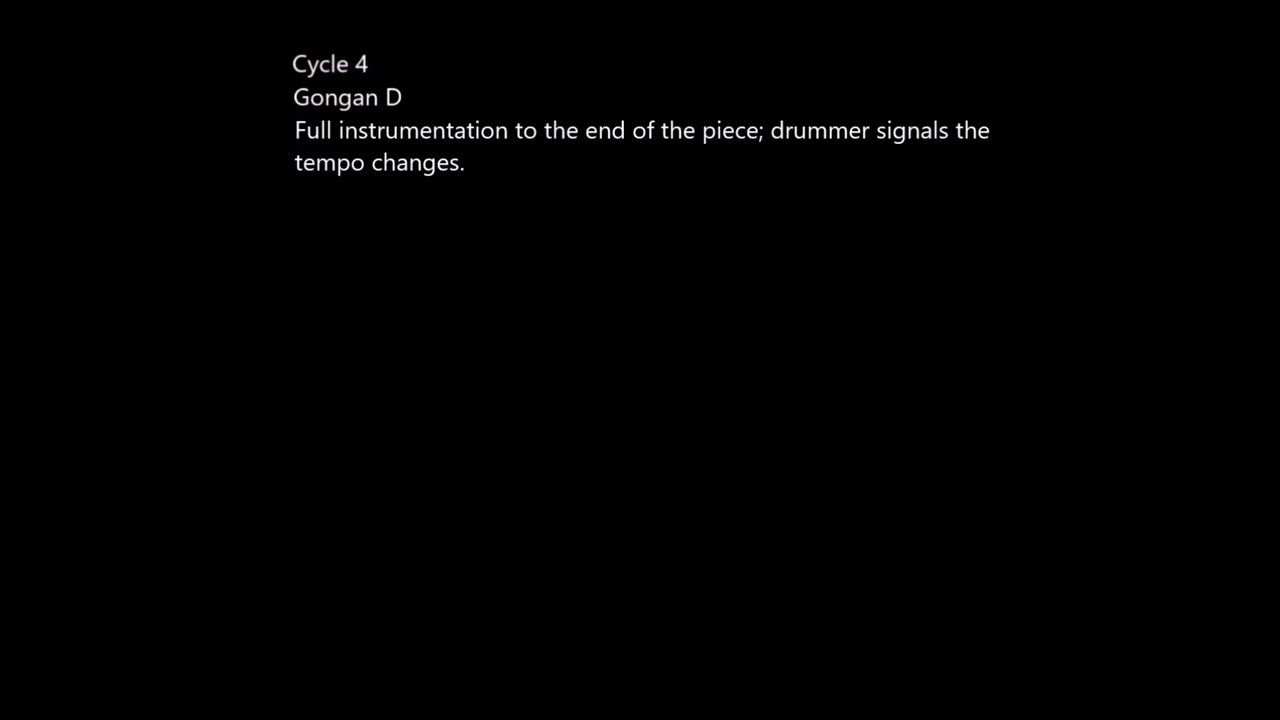 Cycle 4
Gongan D
Full instrumentation to the end of the piece; drummer signals the
tempo changes.